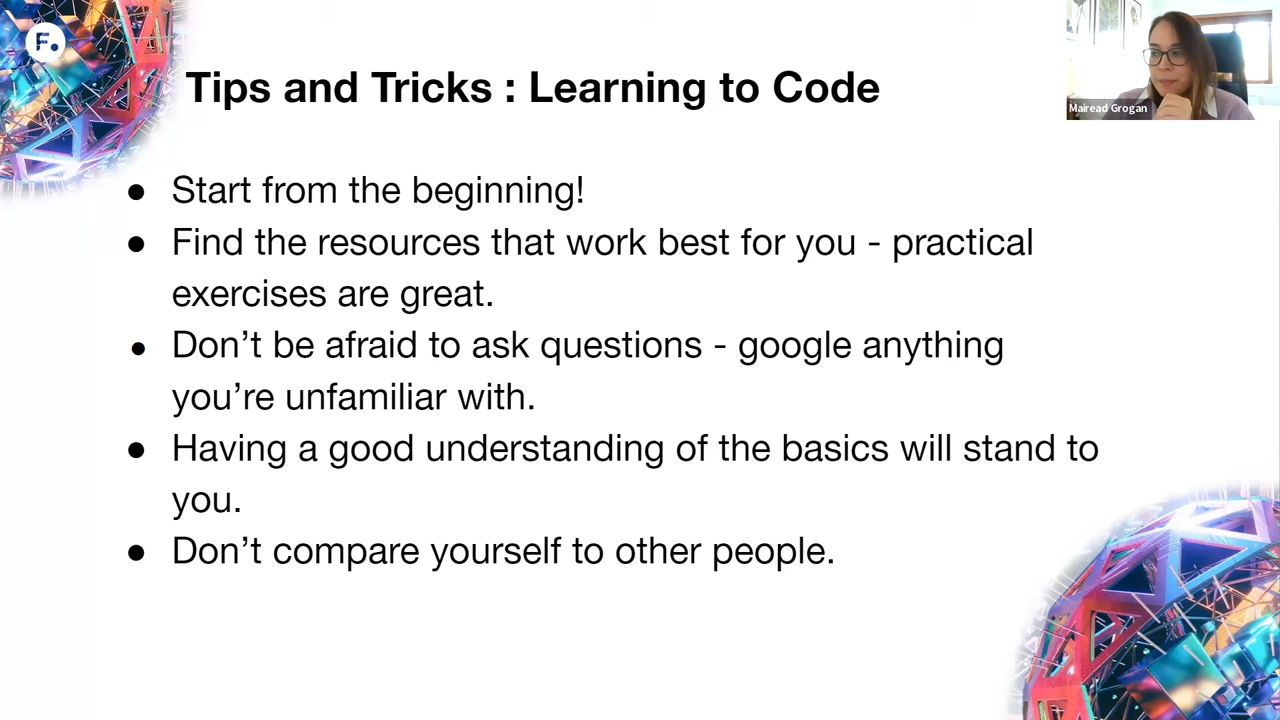 F.
Tips and Tricks : Learning to Code
Mairead Grogan
● Start from the beginning!
● Find the resources that work best for you - practical
exercises are great.
● Don’t be afraid to ask questions - google anything
you’re unfamiliar with.
● Having a good understanding of the basics will stand to
you.
● Don’t compare yourself to other people.